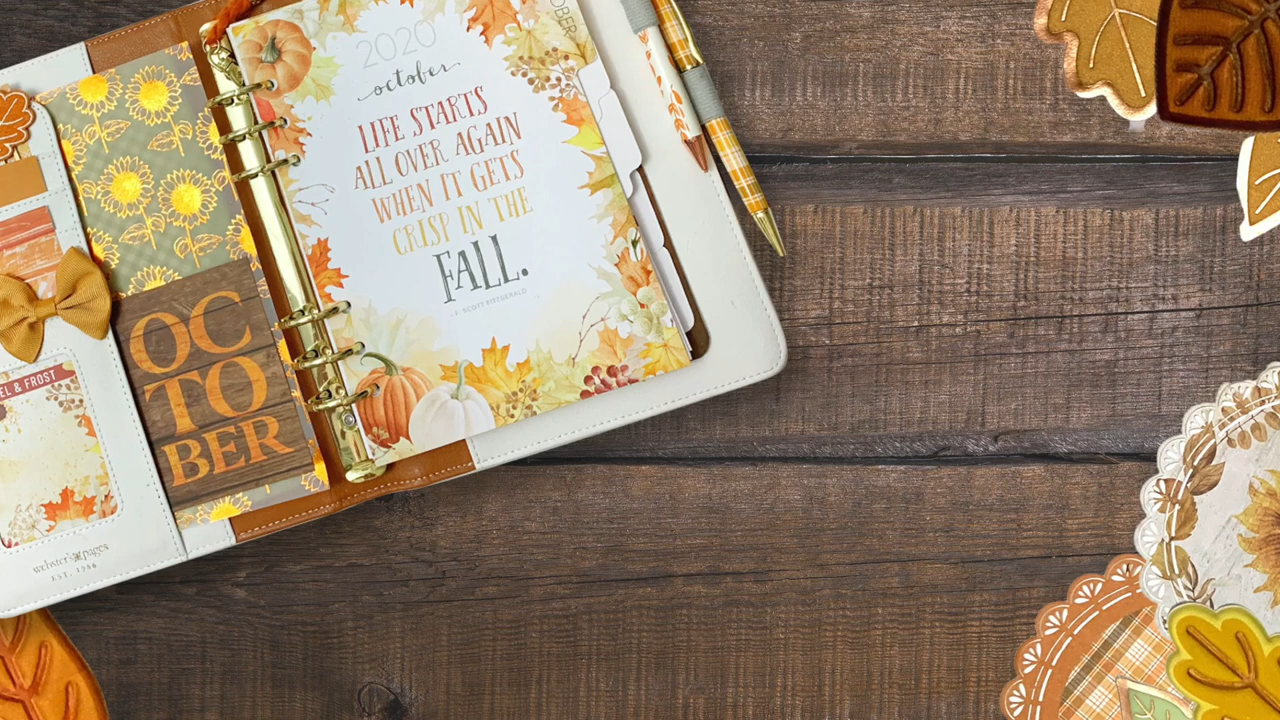 2020
october
LIFE STARTS
ALL OVER AGAIN
WHEN IT GETS
CRISP IN THE
FALL.
- F. SCOTT FITZGERALD
OBER
OC
TO
BER
EL & FROST
webster's pages
EST. 1986